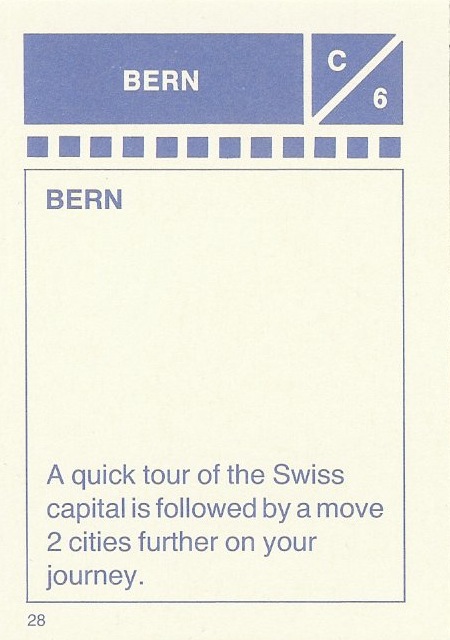 BERN
C
6
BERN
A quick tour of the Swiss
capital is followed by a move
2 cities further on your
journey.
28